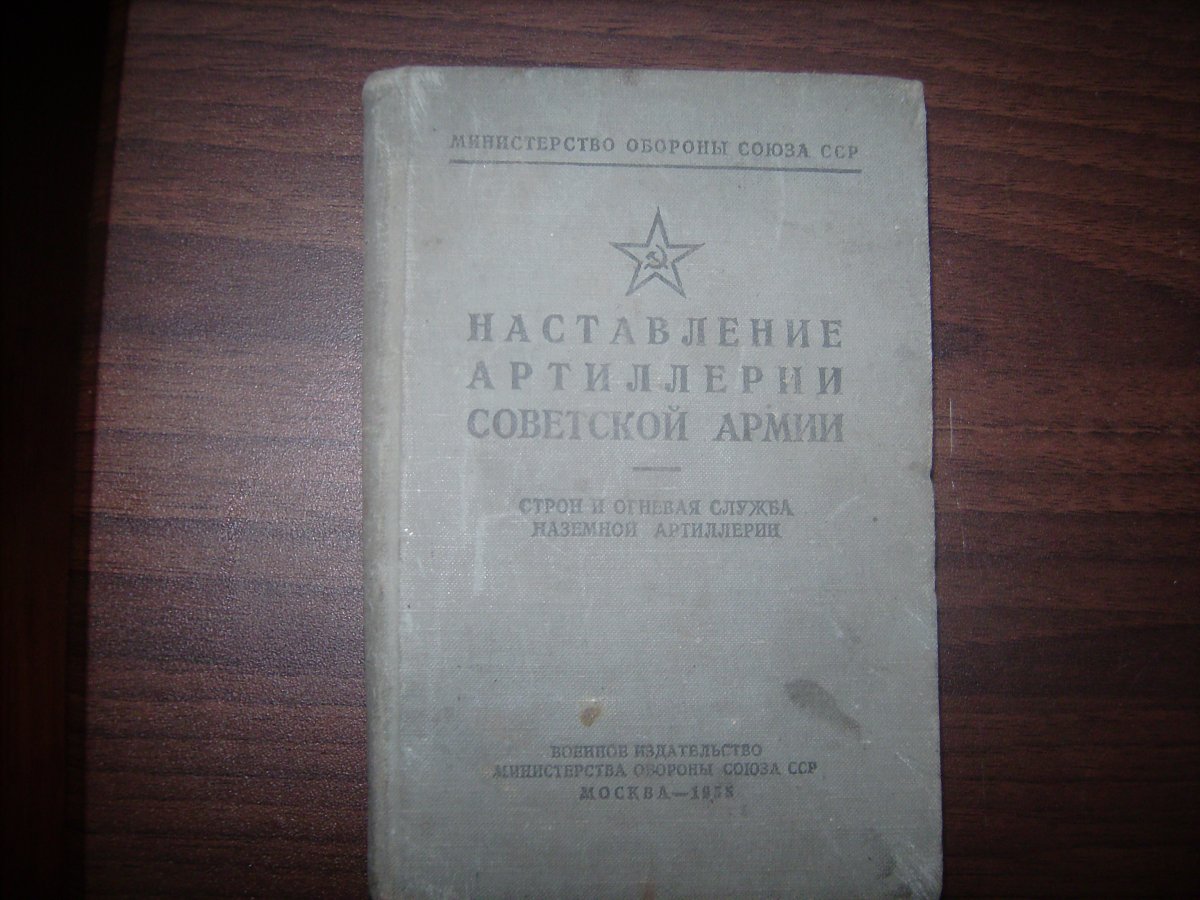 МИНИСТЕРСТВО ОБОРОНЫ СОЮЗА ССР
НАСТАВЛЕНИЕ
АРТИЛЛЕРИИ
СОВЕТСКОЙ АРМИИ
СТРОЙ И ОГНЕВАЯ СЛУЖБА
НАЗЕМНОЙ АРТИЛЛЕРИИ
ВОЕННОЕ ИЗДАТЕЛЬСТВО
МИНИСТЕРСТВА ОБОРОНЫ СОЮЗА ССР
МОСКВА—